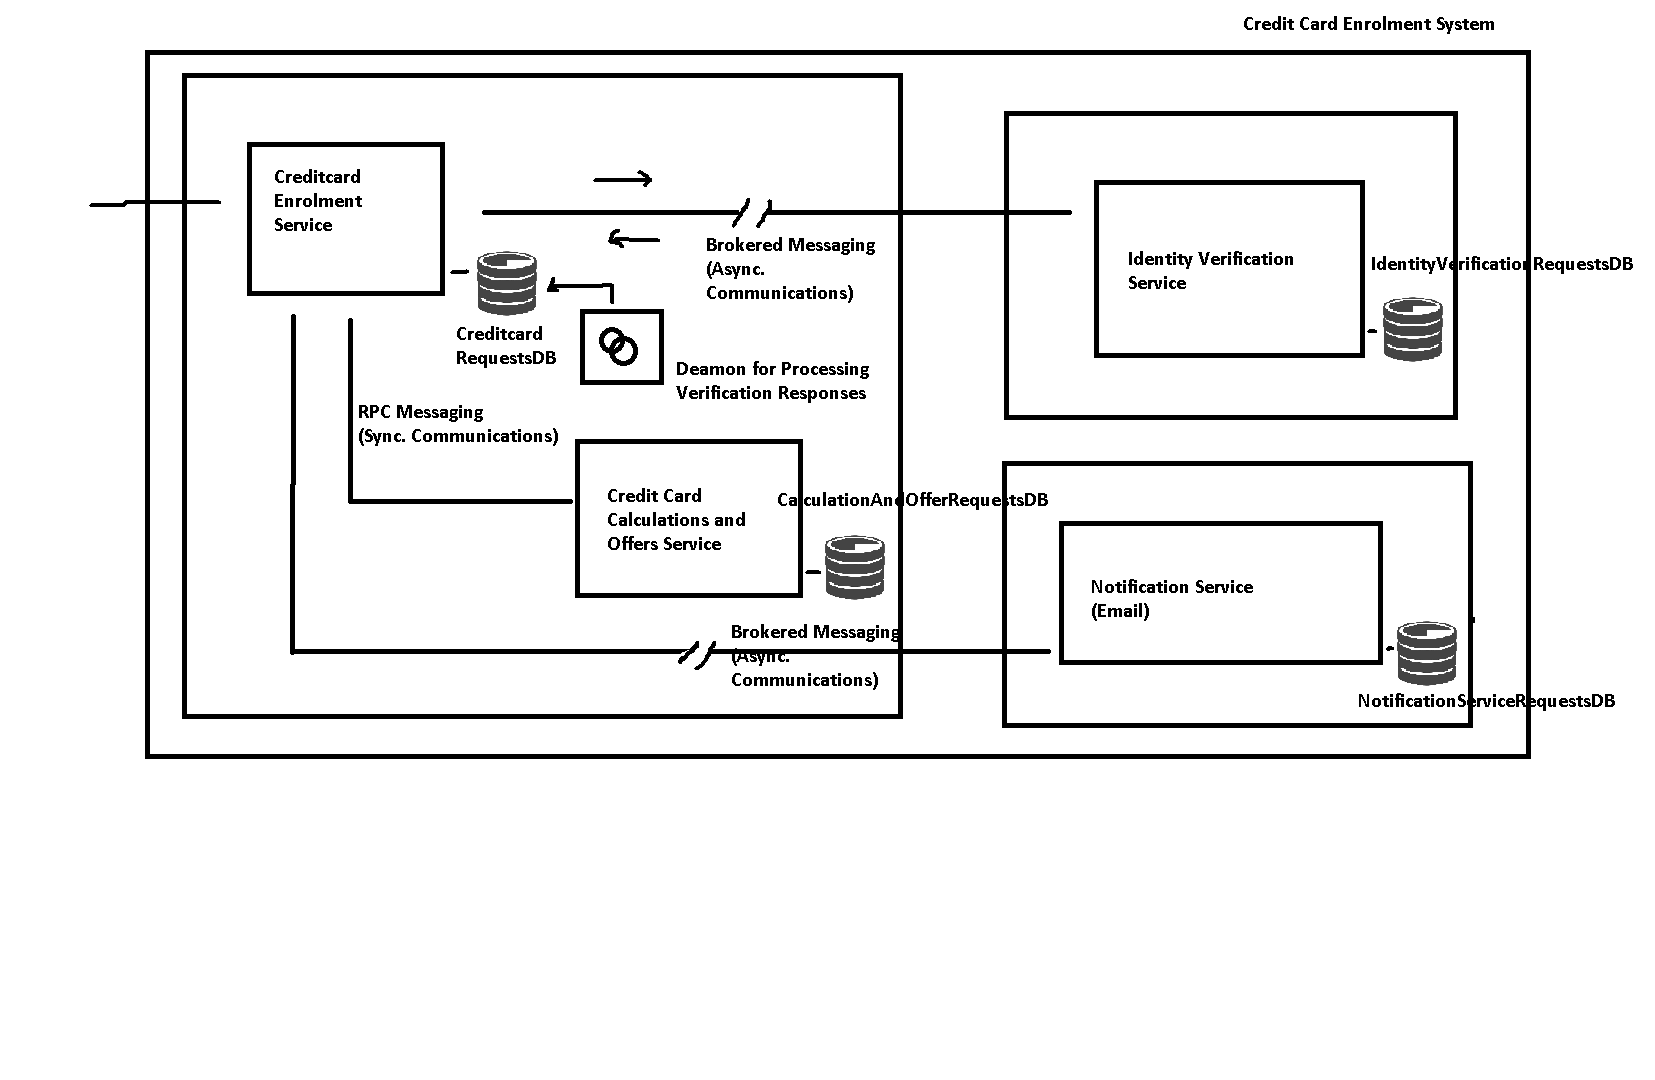 Credit Card Enrolment System
Creditcard
Enrolment
Service
Brokered Messaging
(Async.
Communications)
Identity Verification
Service
IdentityVerificationRequestsDB
Creditcard
RequestsDB
Deamon for Processing
Verification Responses
RPC Messaging
(Sync. Communications)
Credit Card
Calculations and
Offers Service
CalculationAndOfferRequestsDB
Notification Service
(Email)
Brokered Messaging
(Async.
Communications)
NotificationServiceRequestsDB